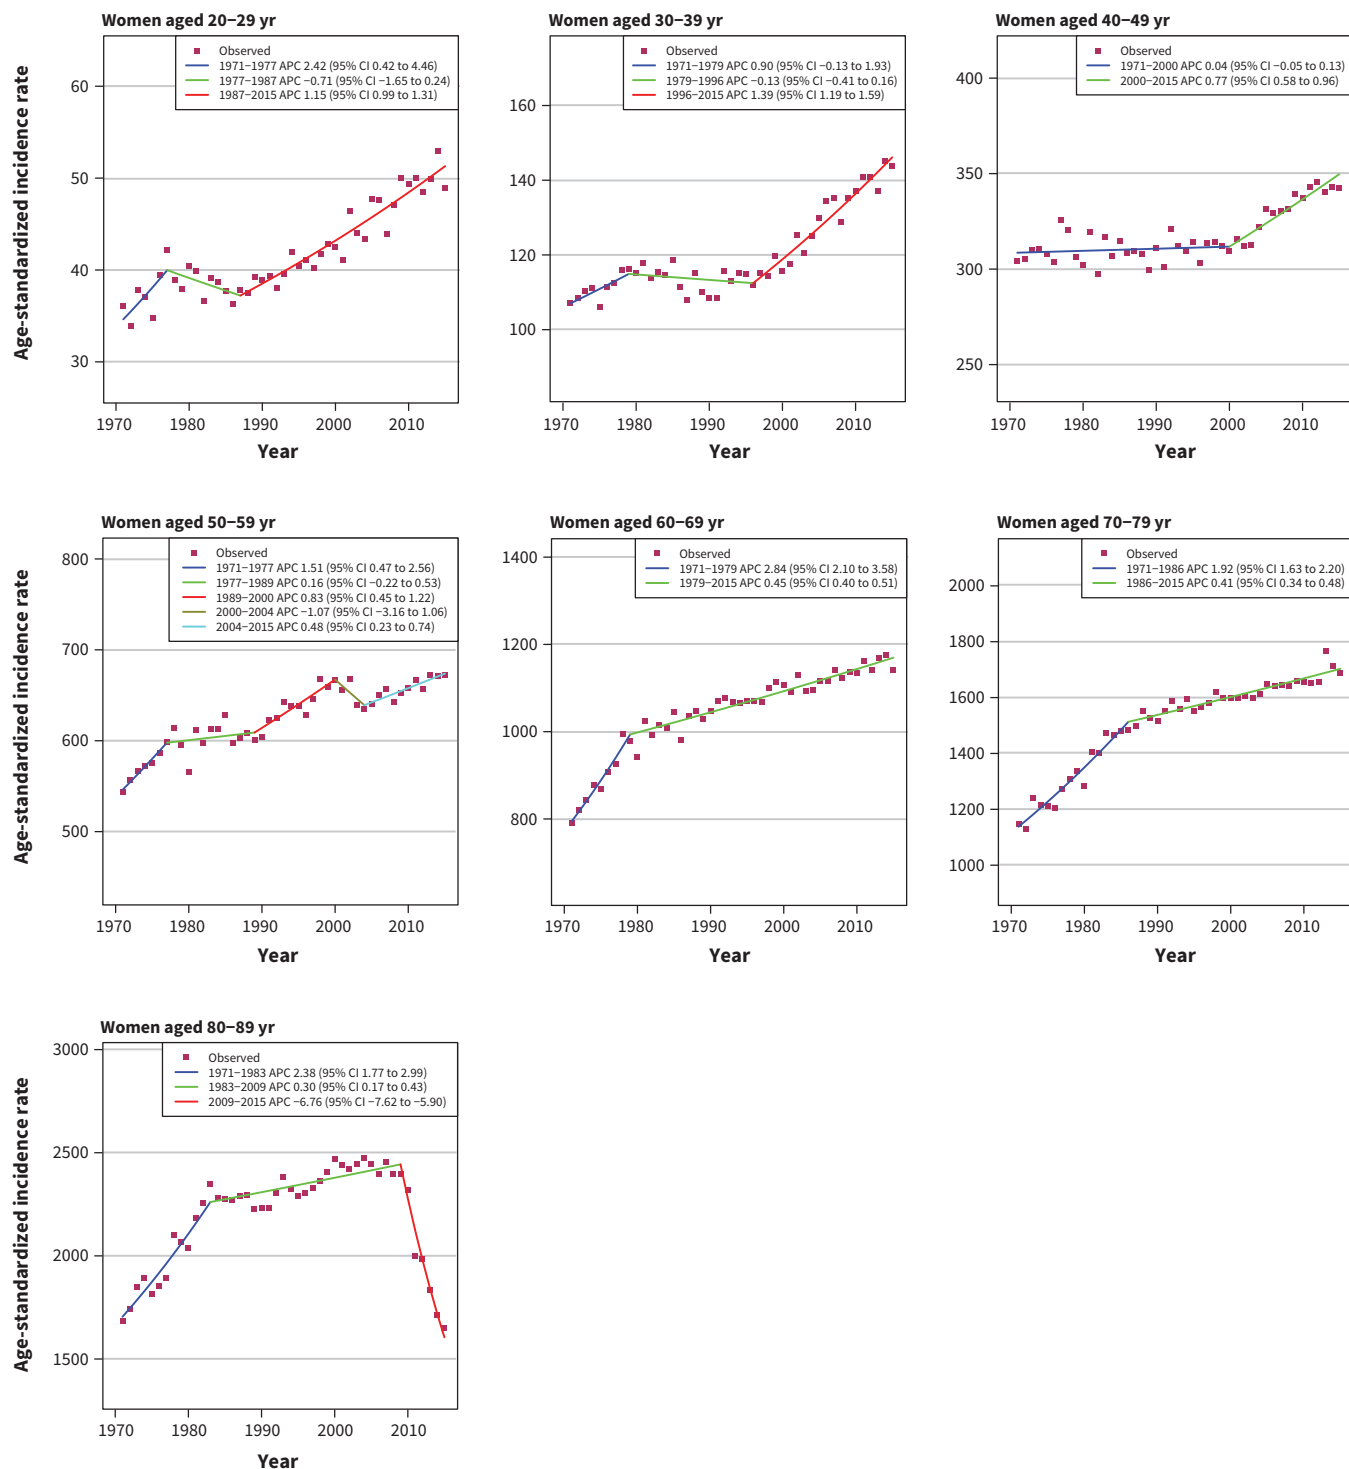 Women aged 20–29 yr
Age-standardized incidence rate
Observed
1971–1977 APC 2.42 (95% CI 0.42 to 4.46)
1977–1987 APC −0.71 (95% CI −1.65 to 0.24)
1987–2015 APC 1.15 (95% CI 0.99 to 1.31)
60
50
40
30
1970 1980 1990 2000 2010
Year
Women aged 30–39 yr
Observed
1971–1979 APC 0.90 (95% CI −0.13 to 1.93)
1979–1996 APC −0.13 (95% CI −0.41 to 0.16)
1996–2015 APC 1.39 (95% CI 1.19 to 1.59)
160
140
120
100
1970 1980 1990 2000 2010
Year
Women aged 40–49 yr
Observed
1971–2000 APC 0.04 (95% CI −0.05 to 0.13)
2000–2015 APC 0.77 (95% CI 0.58 to 0.96)
400
350
300
250
1970 1980 1990 2000 2010
Year
Women aged 50–59 yr
Age-standardized incidence rate
Observed
1971–1977 APC 1.51 (95% CI 0.47 to 2.56)
1977–1989 APC 0.16 (95% CI −0.22 to 0.53)
1989–2000 APC 0.83 (95% CI 0.45 to 1.22)
2000–2004 APC −1.07 (95% CI −3.16 to 1.06)
2004–2015 APC 0.48 (95% CI 0.23 to 0.74)
800
700
600
500
1970 1980 1990 2000 2010
Year
Women aged 60–69 yr
Observed
1971–1979 APC 2.84 (95% CI 2.10 to 3.58)
1979–2015 APC 0.45 (95% CI 0.40 to 0.51)
1400
1200
1000
800
1970 1980 1990 2000 2010
Year
Women aged 70–79 yr
Observed
1971–1986 APC 1.92 (95% CI 1.63 to 2.20)
1986–2015 APC 0.41 (95% CI 0.34 to 0.48)
2000
1800
1600
1400
1200
1000
1970 1980 1990 2000 2010
Year
Women aged 80–89 yr
Age-standardized incidence rate
Observed
1971–1983 APC 2.38 (95% CI 1.77 to 2.99)
1983–2009 APC 0.30 (95% CI 0.17 to 0.43)
2009–2015 APC −6.76 (95% CI −7.62 to −5.90)
3000
2500
2000
1500
1970 1980 1990 2000 2010
Year